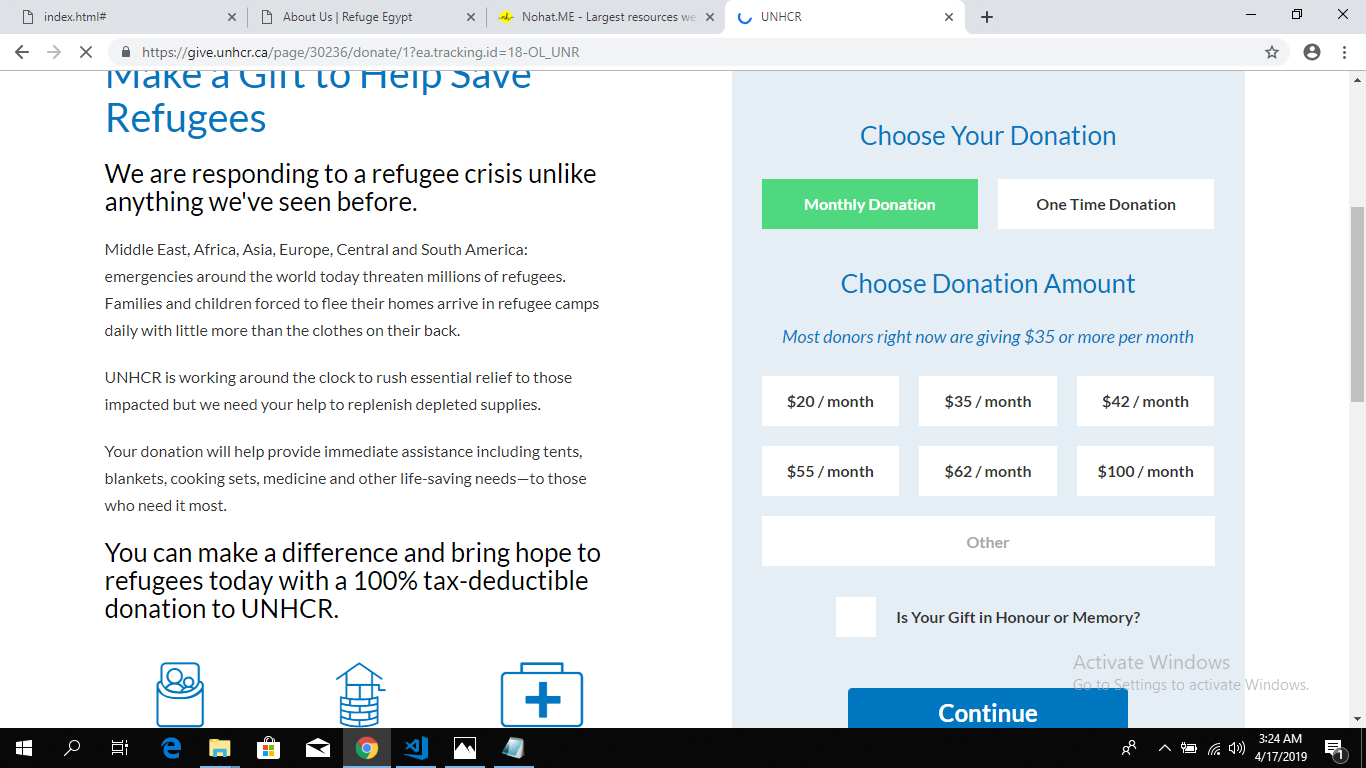 index.html#
About Us | Refuge Egypt
Nohat.ME - Largest resources we
UNHCR
https://give.unhcr.ca/page/30236/donate/1?ea.tracking.id=18-OL_UNR
Make a Gift to Help Save
Refugees
We are responding to a refugee crisis unlike
anything we've seen before.
Middle East, Africa, Asia, Europe, Central and South America:
emergencies around the world today threaten millions of refugees.
Families and children forced to flee their homes arrive in refugee camps
daily with little more than the clothes on their back.
UNHCR is working around the clock to rush essential relief to those
impacted but we need your help to replenish depleted supplies.
Your donation will help provide immediate assistance including tents,
blankets, cooking sets, medicine and other life-saving needs—to those
who need it most.
You can make a difference and bring hope to
refugees today with a 100% tax-deductible
donation to UNHCR.
Choose Your Donation
Monthly Donation
One Time Donation
Choose Donation Amount
Most donors right now are giving $35 or more per month
$20 / month
$35 / month
$42 / month
$55 / month
$62 / month
$100 / month
Other
Is Your Gift in Honour or Memory?
Continue
Activate Windows
Go to Settings to activate Windows.
3:24 AM
4/17/2019
1